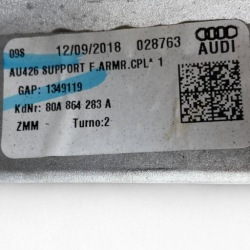 09S 12/09/2018 028763
AUDI
AU426 SUPPORT F.ARMR.CPL* 1
GAP: 1349119
KdNr: 80A 864 283 A
ZMM - Turno:2